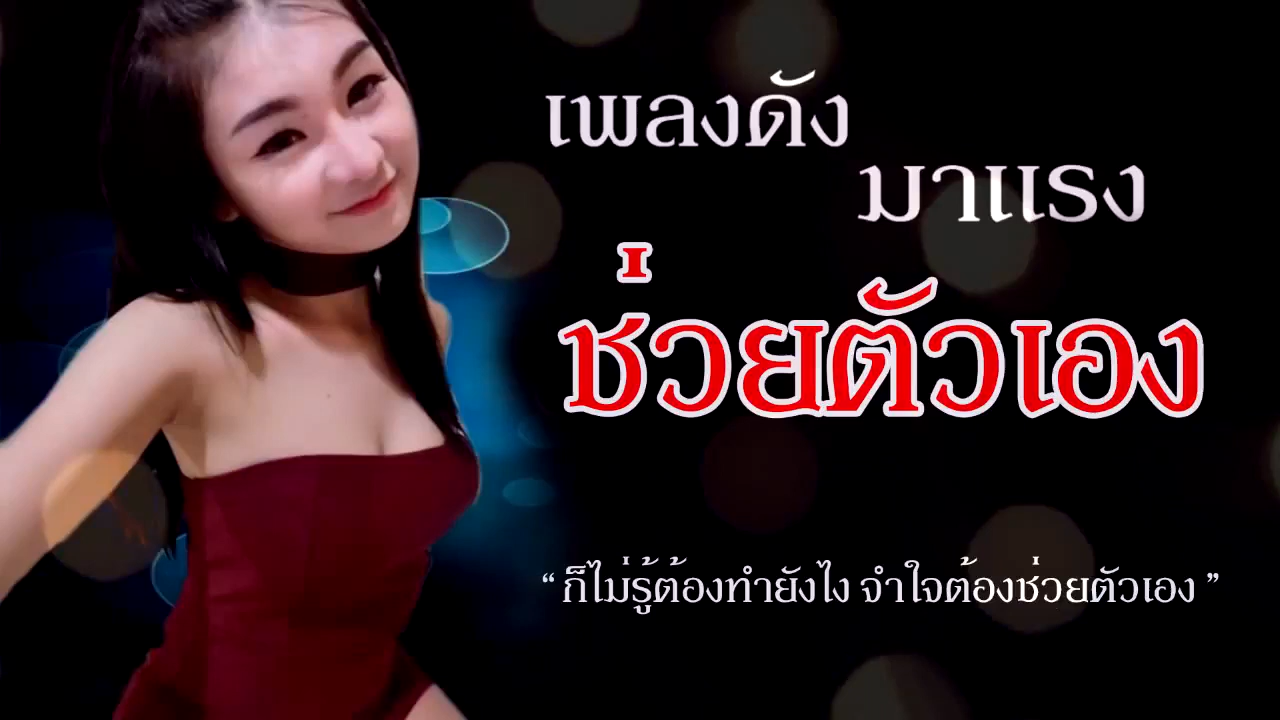 เพลงดัง
มาแรง
ช่วยตัวเอง
“ ก็ไม่รู้ต้องทำยังไง จำใจต้องช่วยตัวเอง ”